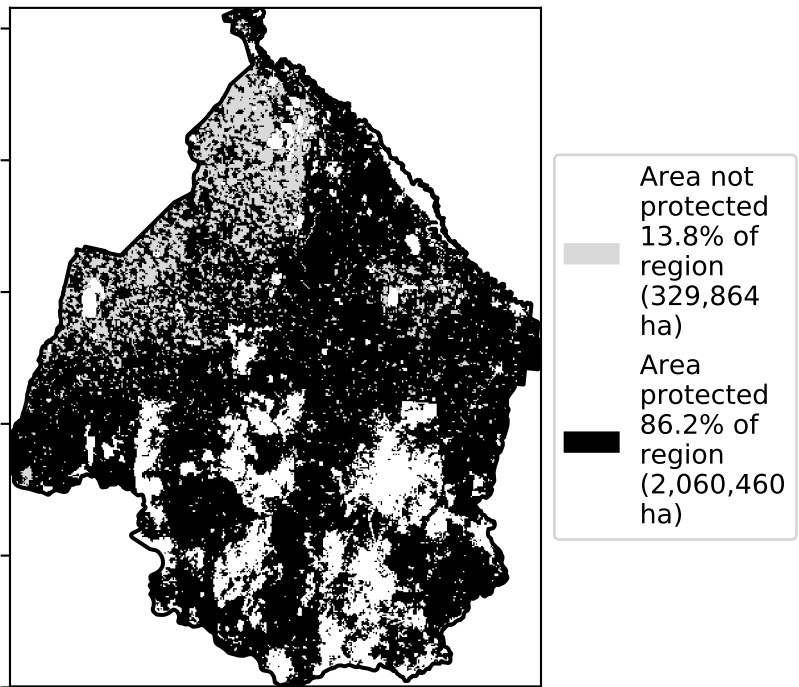 Area not
protected
13.8% of
region
(329,864
ha)
Area
protected
86.2% of
region
(2,060,460
ha)